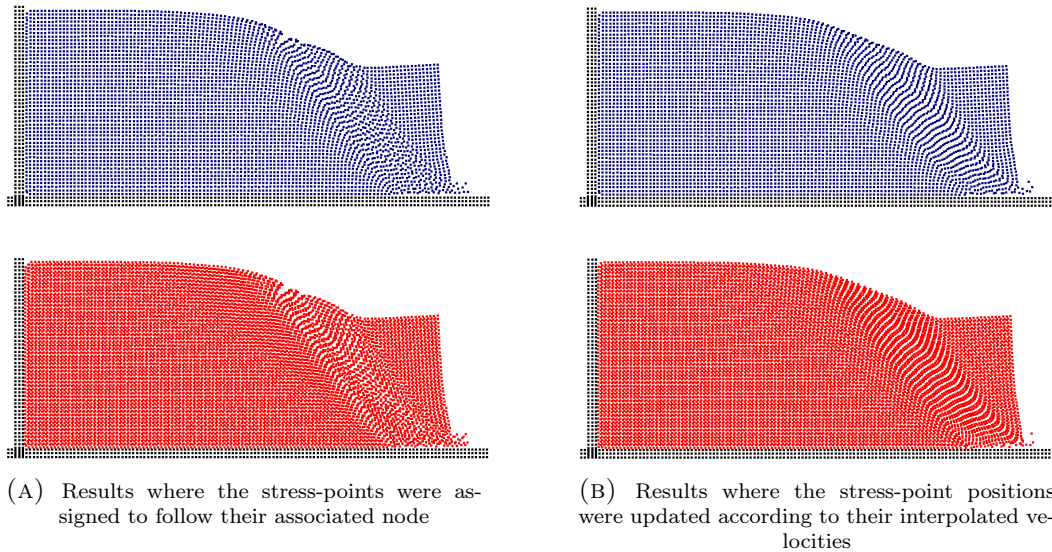 (A) Results where the stress-points were as-
signed to follow their associated node
(B) Results where the stress-point positions
were updated according to their interpolated ve-
locities